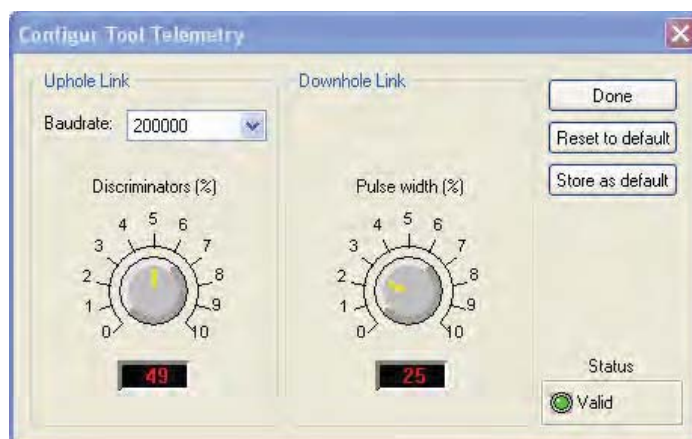 Configur Tool Telemetry
Uphole Link
Baudrate: 200000
Discriminators (%)
0 1 2 3 4 5 6 7 8 9 10
49
Downhole Link
Pulse width (%)
0 1 2 3 4 5 6 7 8 9 10
25
Done
Reset to default
Store as default
Status
Valid